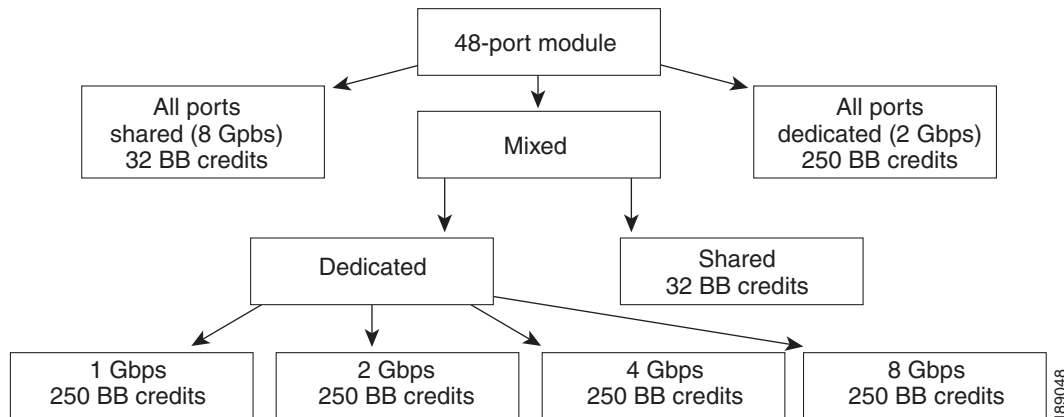 48-port module
All ports
shared (8 Gpbs)
32 BB credits
Mixed
All ports
dedicated (2 Gbps)
250 BB credits
Dedicated
Shared
32 BB credits
1 Gbps
250 BB credits
2 Gbps
250 BB credits
4 Gbps
250 BB credits
8 Gbps
250 BB credits